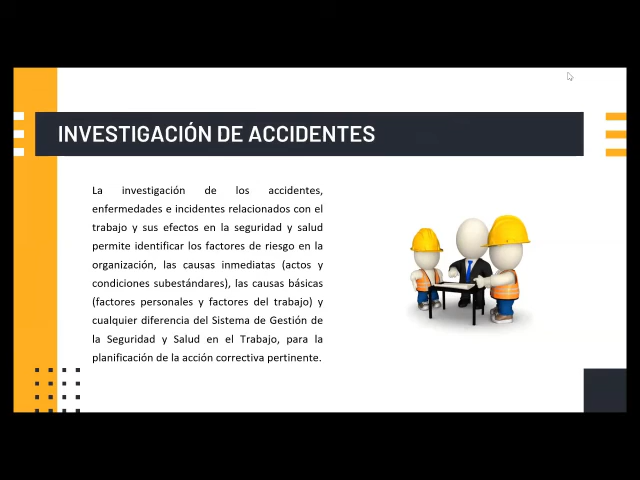 INVESTIGACIÓN DE ACCIDENTES
La investigación de los accidentes,
enfermedades e incidentes relacionados con el
trabajo y sus efectos en la seguridad y salud
permite identificar los factores de riesgo en la
organización, las causas inmediatas (actos y
condiciones subestándares), las causas básicas
(factores personales y factores del trabajo) y
cualquier diferencia del Sistema de Gestión de
la Seguridad y Salud en el Trabajo, para la
planificación de la acción correctiva pertinente.